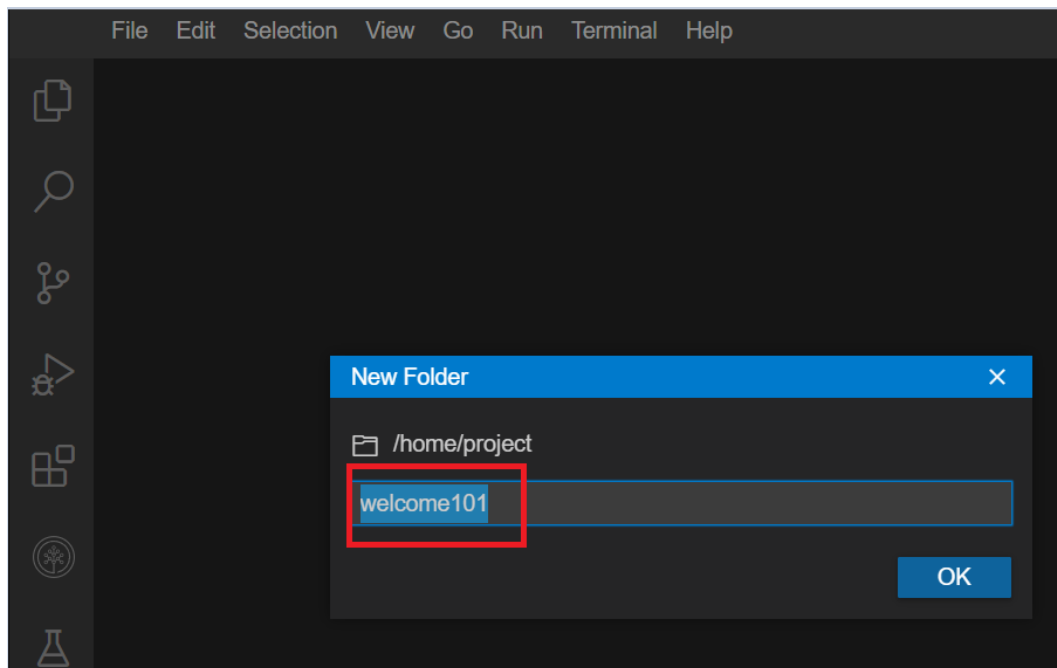 File Edit Selection View Go Run Terminal Help
New Folder
/home/project
welcome101
OK